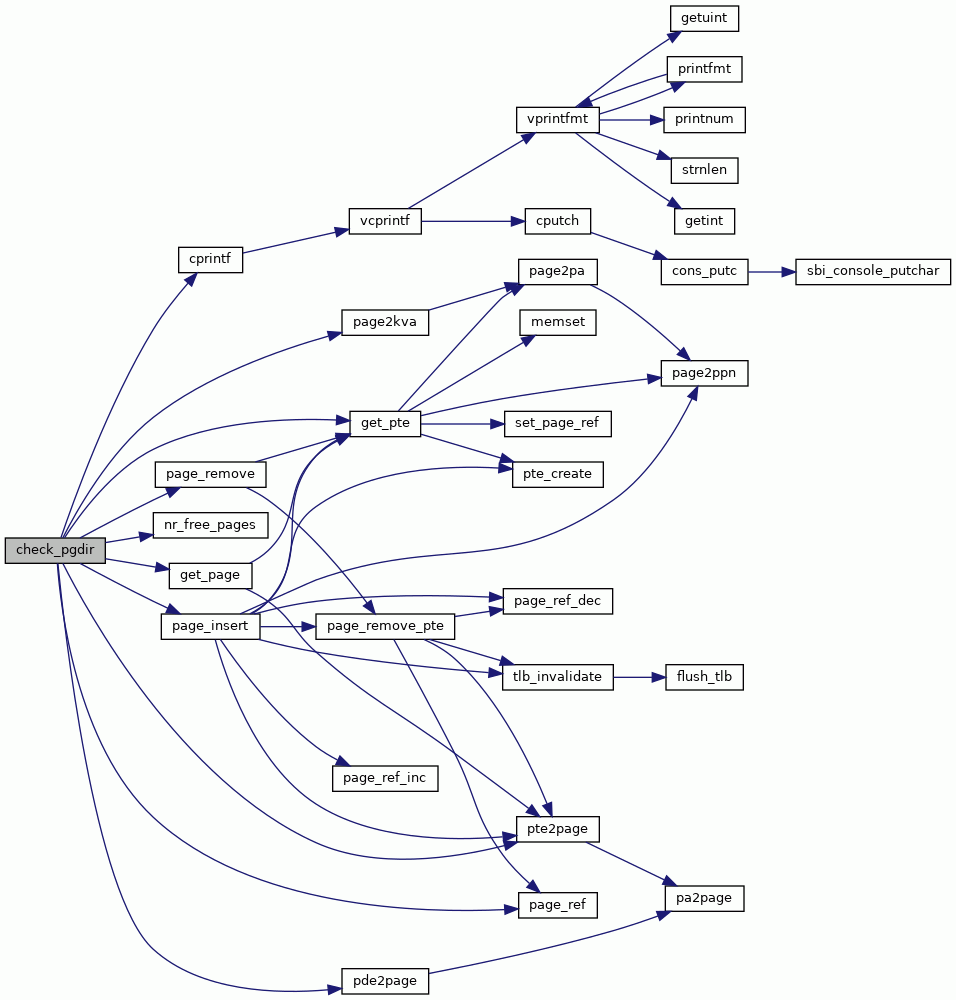 getuint
printfmt
vprintfmt
printnum
strnlen
vcprintf
cputch
getint
cprintf
page2pa
cons_putc
sbi_console_putchar
page2kva
memset
page2ppn
get_pte
set_page_ref
page_remove
pte_create
nr_free_pages
check_pgdir
get_page
page_ref_dec
page_insert
page_remove_pte
tlb_invalidate
flush_tlb
page_ref_inc
pte2page
page_ref
pa2page
pde2page